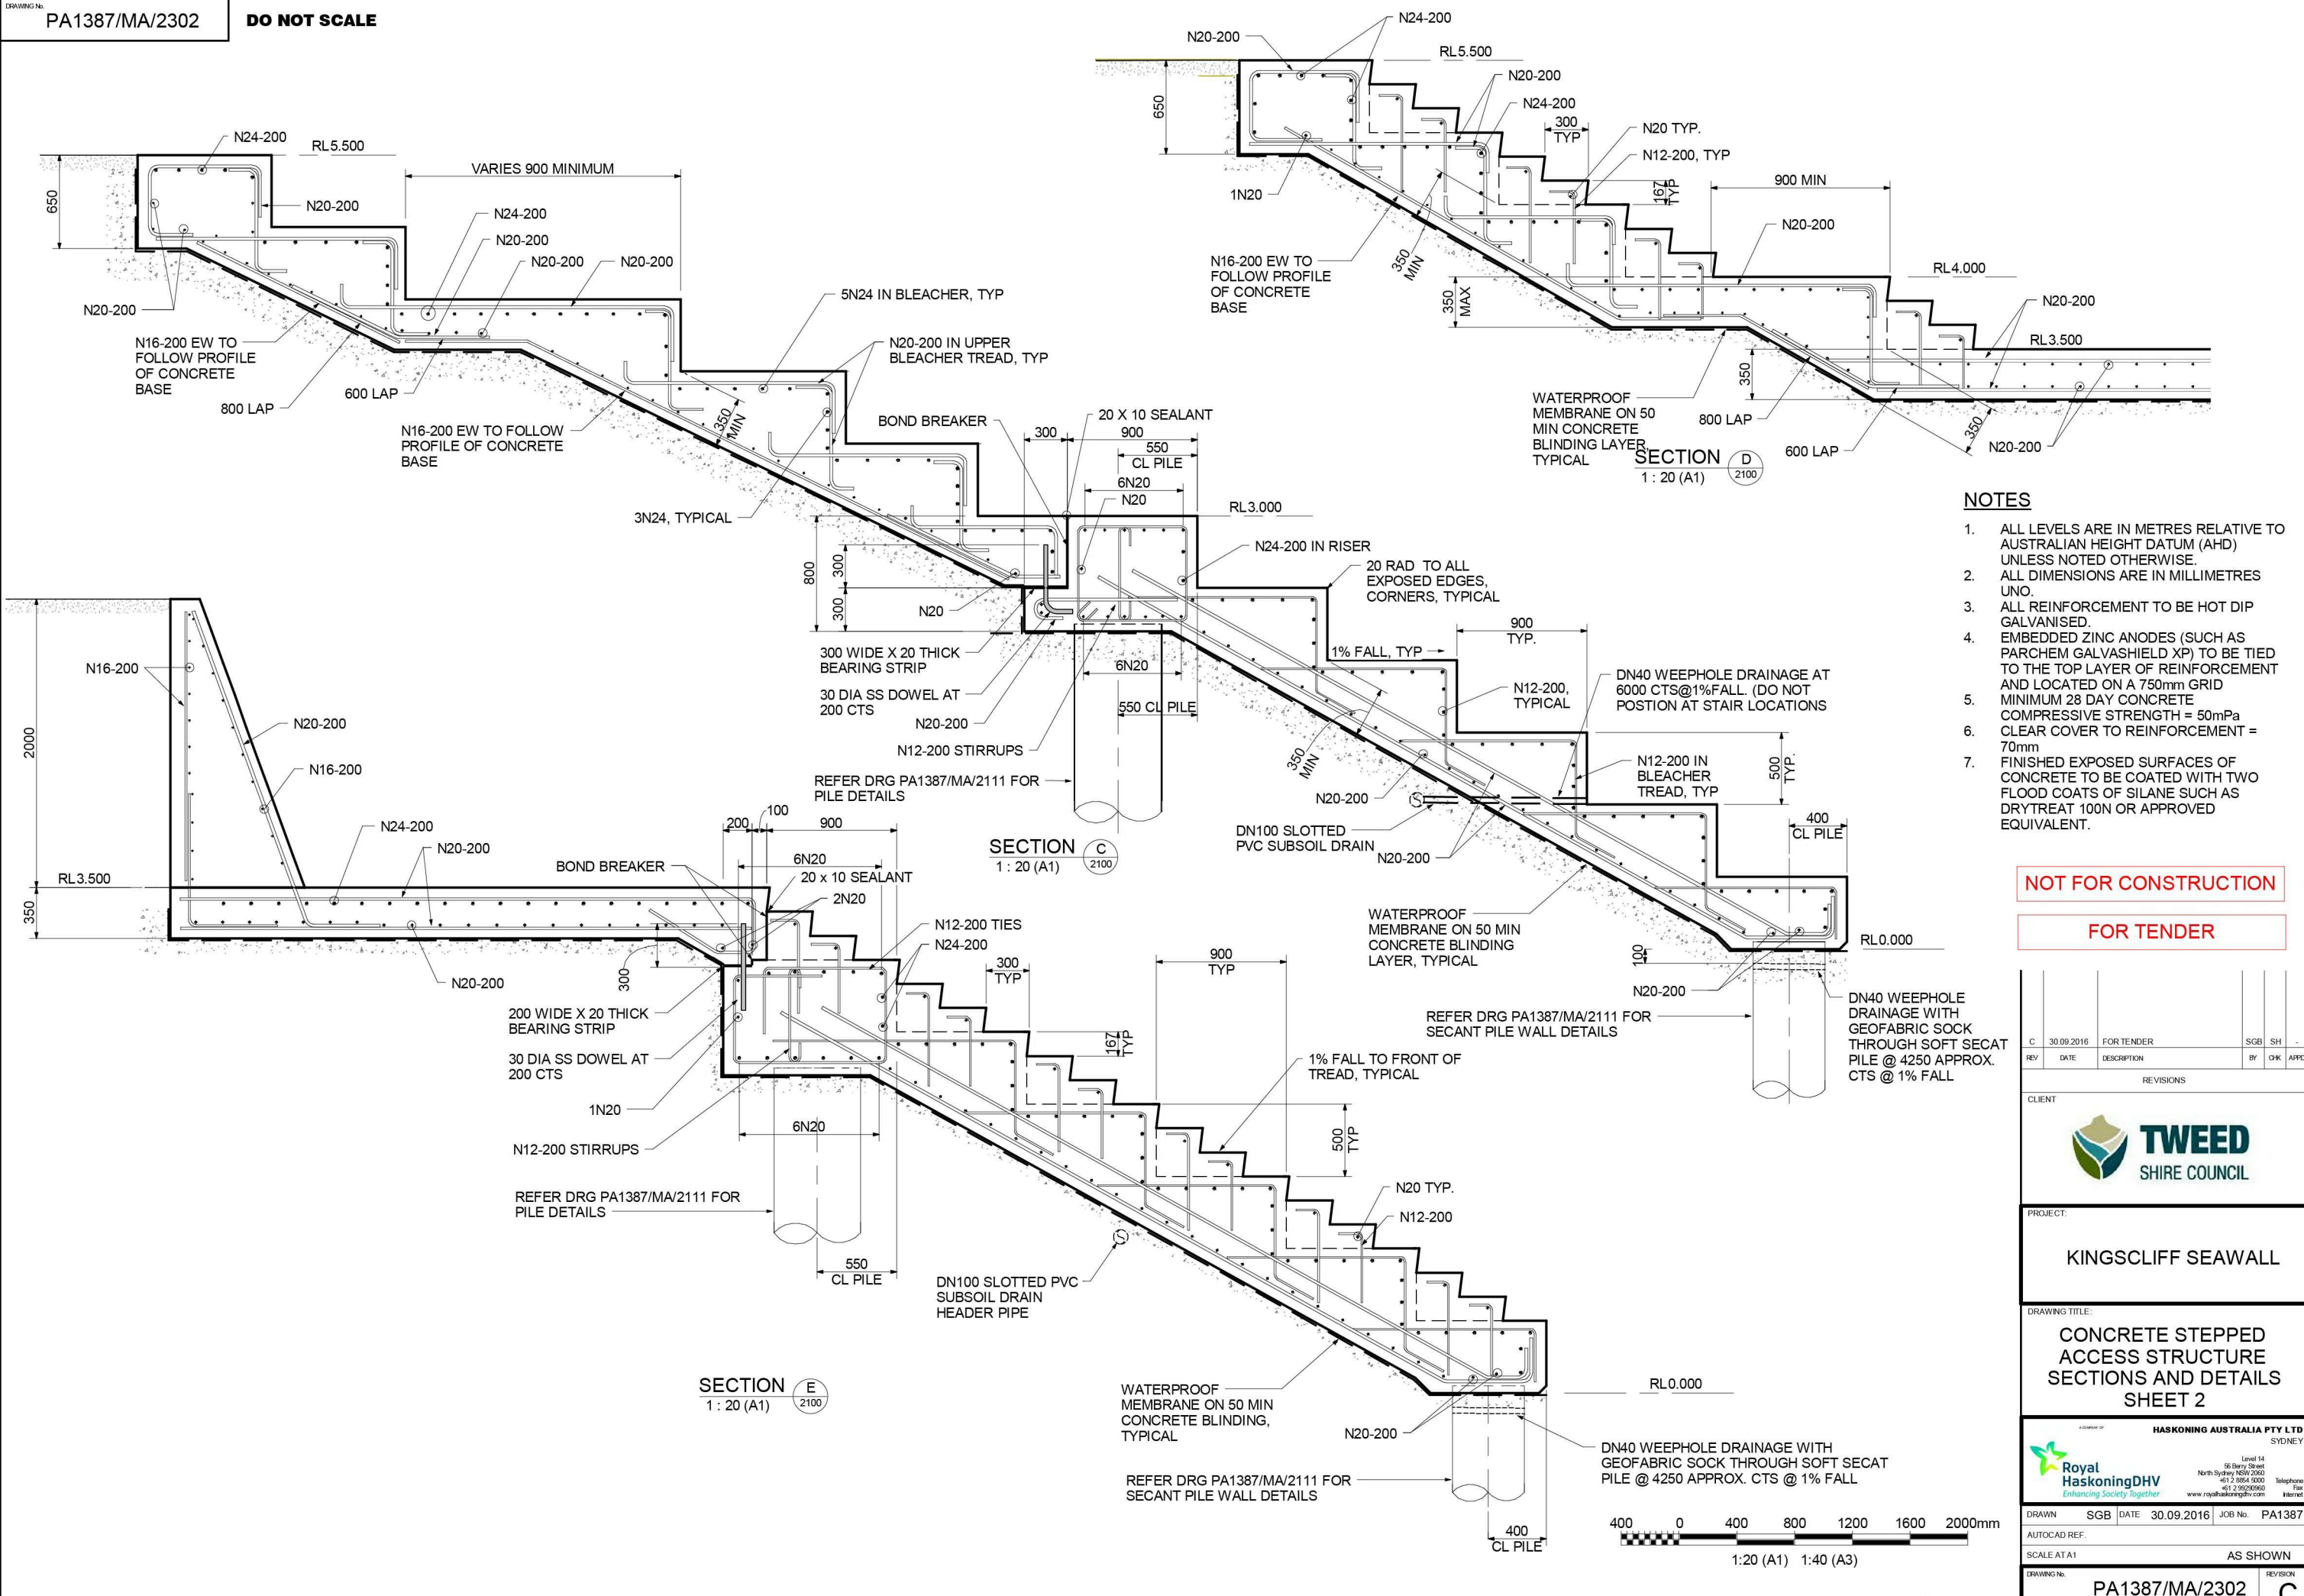 DRAWING No.
PA1387/MA/2302
DO NOT SCALE
N24-200
RL5.500
VARIES 900 MINIMUM
650
N20-200
N24-200
N20-200
N20-200
N20-200
5N24 IN BLEACHER, TYP
N20-200
N16-200 EW TO
FOLLOW PROFILE
OF CONCRETE
BASE
800 LAP
600 LAP
N20-200 IN UPPER
BLEACHER TREAD, TYP
N16-200 EW TO FOLLOW
PROFILE OF CONCRETE
BASE
350
MIN
3N24, TYPICAL
BOND BREAKER
20 X 10 SEALANT
300
900
550
CL PILE
6N20
N20
RL3.000
N24-200 IN RISER
20 RAD TO ALL
EXPOSED EDGES,
CORNERS, TYPICAL
800
300
300
N20
300 WIDE X 20 THICK
BEARING STRIP
30 DIA SS DOWEL AT
200 CTS
N20-200
N12-200 STIRRUPS
REFER DRG PA1387/MA/2111 FOR
PILE DETAILS
6N20
550 CL PILE
1% FALL, TYP
900
TYP.
N12-200,
TYPICAL
DN40 WEEPHOLE DRAINAGE AT
6000 CTS@1%FALL. (DO NOT
POSTION AT STAIR LOCATIONS
350
MIN
N12-200 IN
BLEACHER
TREAD, TYP
500
TYP.
N20-200
DN100 SLOTTED
PVC SUBSOIL DRAIN
N20-200
400
CL PILE
WATERPROOF
MEMBRANE ON 50 MIN
CONCRETE BLINDING
LAYER, TYPICAL
RL0.000
100
N20-200
REFER DRG PA1387/MA/2111 FOR
SECANT PILE WALL DETAILS
DN40 WEEPHOLE
DRAINAGE WITH
GEOFABRIC SOCK
THROUGH SOFT SECAT
PILE @ 4250 APPROX.
CTS @ 1% FALL
SECTION C
1 : 20 (A1) 2100
N24-200
N20-200
RL5.500
N20-200
N24-200
650
300
TYP
N20 TYP.
N12-200, TYP
167
TYP
900 MIN
1N20
N20-200
N16-200 EW TO
FOLLOW PROFILE
OF CONCRETE
BASE
350
MIN
350
MAX
RL4.000
N20-200
RL3.500
350
WATERPROOF
MEMBRANE ON 50
MIN CONCRETE
BLINDING LAYER,
TYPICAL
800 LAP
600 LAP
350
N20-200
SECTION D
1 : 20 (A1) 2100
2000
N16-200
N20-200
N16-200
N24-200
N20-200
RL3.500
350
BOND BREAKER
200
100
900
6N20
20 x 10 SEALANT
2N20
N12-200 TIES
N24-200
300
TYP
N20-200
300
200 WIDE X 20 THICK
BEARING STRIP
30 DIA SS DOWEL AT
200 CTS
1N20
6N20
N12-200 STIRRUPS
REFER DRG PA1387/MA/2111 FOR
PILE DETAILS
550
CL PILE
167
TYP
900
TYP
1% FALL TO FRONT OF
TREAD, TYPICAL
500
TYP
N20 TYP.
N12-200
DN100 SLOTTED PVC
SUBSOIL DRAIN
HEADER PIPE
WATERPROOF
MEMBRANE ON 50 MIN
CONCRETE BLINDING,
TYPICAL
N20-200
RL0.000
REFER DRG PA1387/MA/2111 FOR
SECANT PILE WALL DETAILS
DN40 WEEPHOLE DRAINAGE WITH
GEOFABRIC SOCK THROUGH SOFT SECAT
PILE @ 4250 APPROX. CTS @ 1% FALL
400
CL PILE
SECTION E
1 : 20 (A1) 2100
400 0 400 800 1200 1600 2000mm
1:20 (A1) 1:40 (A3)
NOTES
1. ALL LEVELS ARE IN METRES RELATIVE TO
AUSTRALIAN HEIGHT DATUM (AHD)
UNLESS NOTED OTHERWISE.
2. ALL DIMENSIONS ARE IN MILLIMETRES
UNO.
3. ALL REINFORCEMENT TO BE HOT DIP
GALVANISED.
4. EMBEDDED ZINC ANODES (SUCH AS
PARCHEM GALVASHIELD XP) TO BE TIED
TO THE TOP LAYER OF REINFORCEMENT
AND LOCATED ON A 750mm GRID
5. MINIMUM 28 DAY CONCRETE
COMPRESSIVE STRENGTH = 50mPa
6. CLEAR COVER TO REINFORCEMENT =
70mm
7. FINISHED EXPOSED SURFACES OF
CONCRETE TO BE COATED WITH TWO
FLOOD COATS OF SILANE SUCH AS
DRYTREAT 100N OR APPROVED
EQUIVALENT.
NOT FOR CONSTRUCTION
FOR TENDER
C 30.09.2016 FOR TENDER SGB SH -
REV DATE DESCRIPTION BY CHK APPD
REVISIONS
CLIENT
TWEED
SHIRE COUNCIL
PROJECT:
KINGSCLIFF SEAWALL
DRAWING TITLE:
CONCRETE STEPPED
ACCESS STRUCTURE
SECTIONS AND DETAILS
SHEET 2
A COMPANY OF
HASKONING AUSTRALIA PTY LTD
SYDNEY
Royal
HaskoningDHV
Enhancing Society Together
Level 14
56 Berry Street
North Sydney NSW 2060
+61 2 8854 5000 Telephone
+61 2 99290960 Fax
www.royalhaskoningdhv.com Internet
DRAWN SGB DATE 30.09.2016 JOB No. PA1387
AUTOCAD REF.
SCALE AT A1 AS SHOWN
DRAWING No. REVISION
PA1387/MA/2302 C